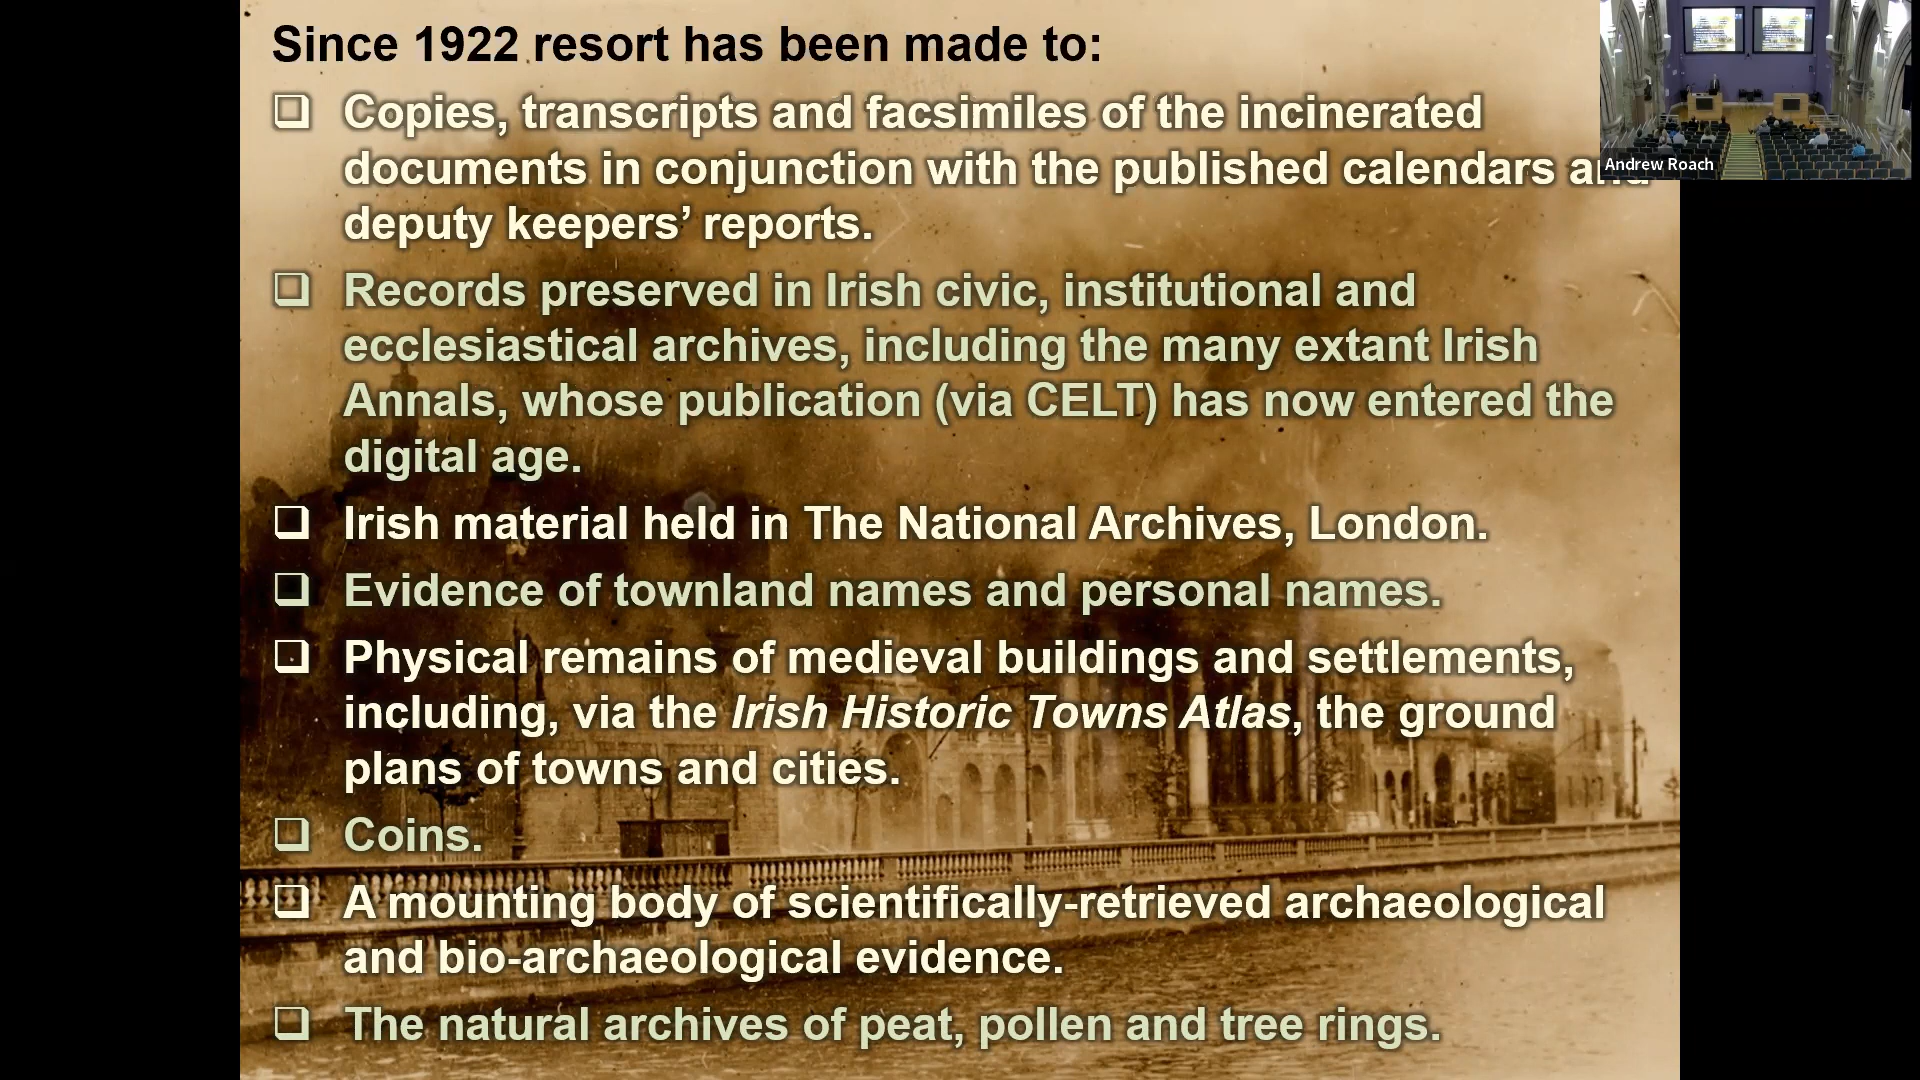 Since 1922 resort has been made to:
❑ Copies, transcripts and facsimiles of the incinerated
documents in conjunction with the published calendars and
deputy keepers’ reports.
❑ Records preserved in Irish civic, institutional and
ecclesiastical archives, including the many extant Irish
Annals, whose publication (via CELT) has now entered the
digital age.
❑ Irish material held in The National Archives, London.
❑ Evidence of townland names and personal names.
❑ Physical remains of medieval buildings and settlements,
including, via the Irish Historic Towns Atlas, the ground
plans of towns and cities.
❑ Coins.
❑ A mounting body of scientifically-retrieved archaeological
and bio-archaeological evidence.
❑ The natural archives of peat, pollen and tree rings.
Andrew Roach